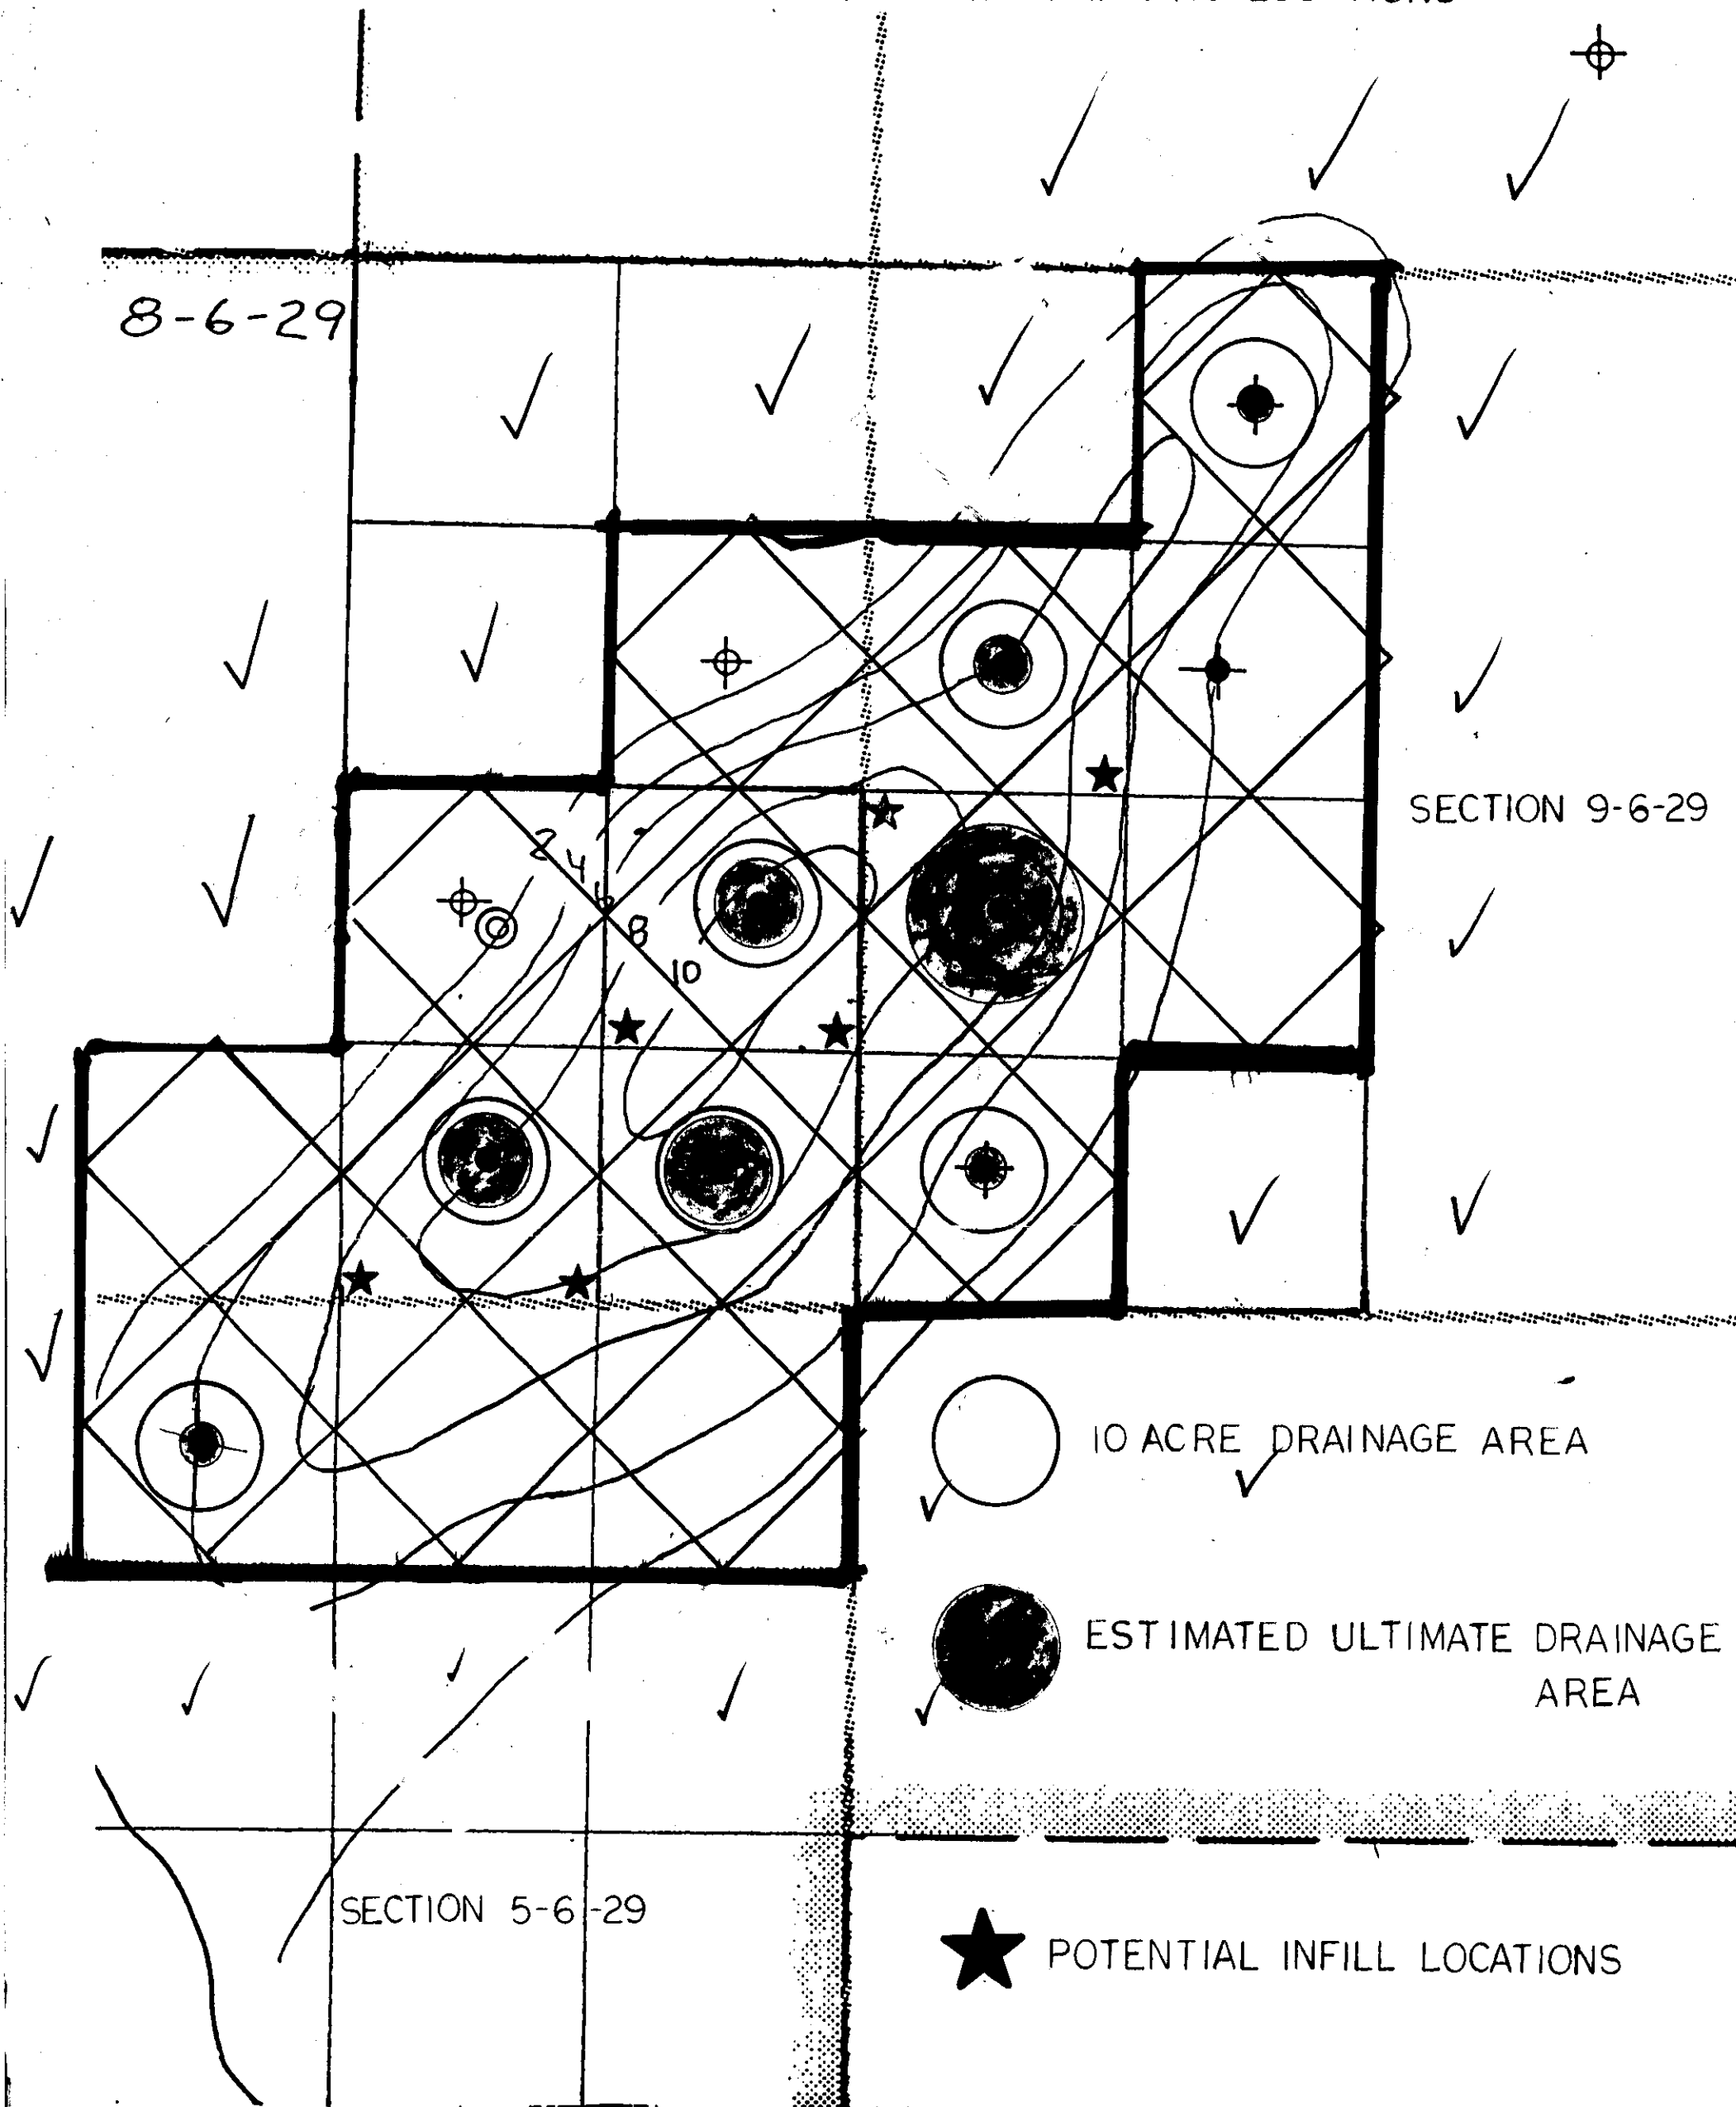 8-6-29
SECTION 9-6-29
2
4
6
8
10
10 ACRE DRAINAGE AREA
ESTIMATED ULTIMATE DRAINAGE
AREA
SECTION 5-6-29
POTENTIAL INFILL LOCATIONS